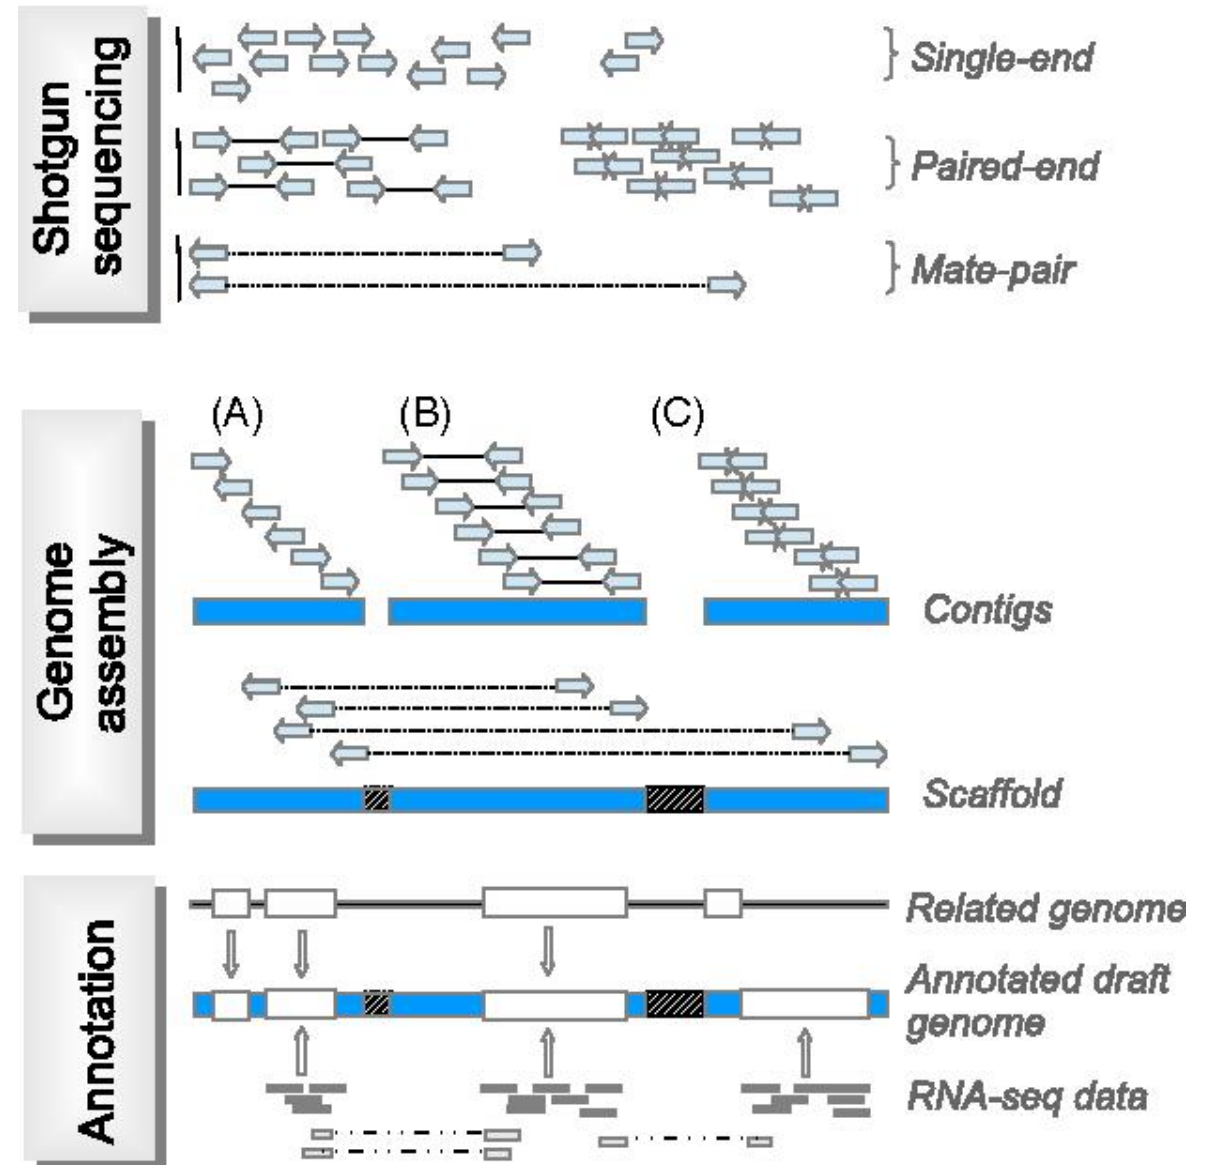 Shotgun
sequencing
Single-end
Paired-end
Mate-pair
Genome
assembly
(A)
(B)
(C)
Contigs
Scaffold
Annotation
Related genome
Annotated draft
genome
RNA-seq data